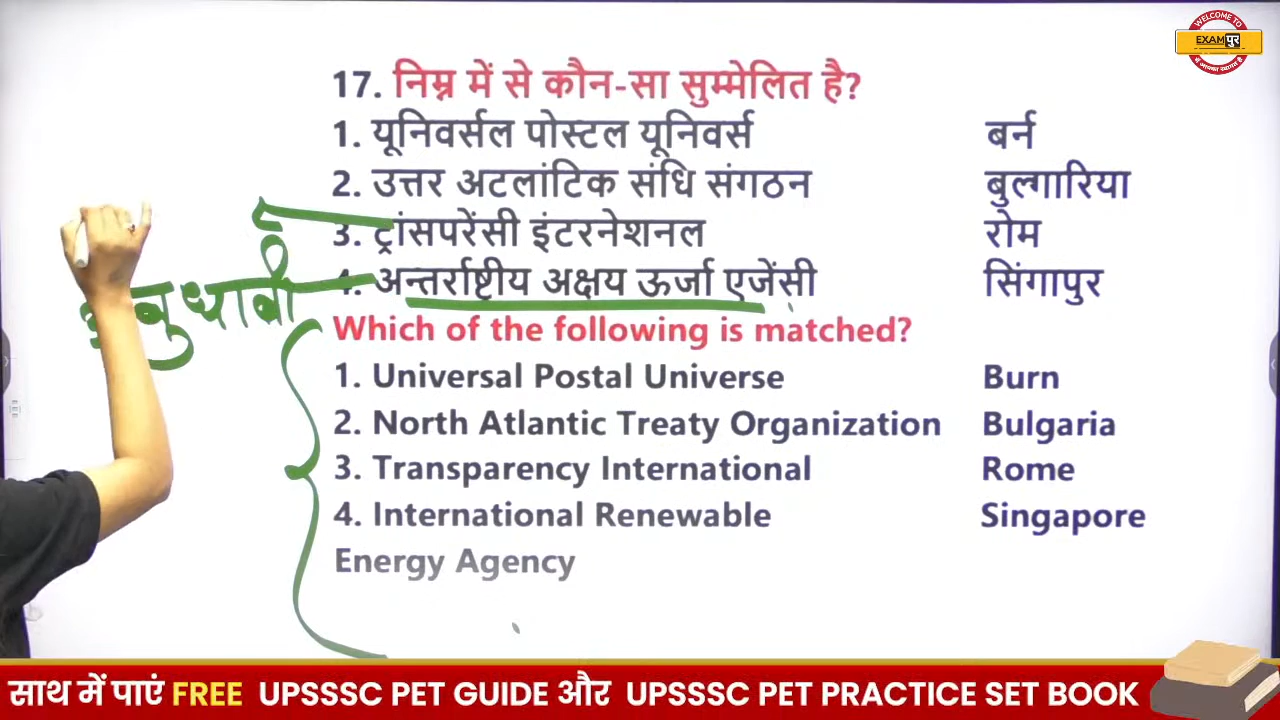 WELCOME TO
EXAMपुर
में आपका स्वागत है
17. निम्न में से कौन-सा सुम्मेलित है?
1. यूनिवर्सल पोस्टल यूनिवर्स बर्न
2. उत्तर अटलांटिक संधि संगठन बुल्गारिया
3. ट्रांसपरेंसी इंटरनेशनल रोम
4. अन्तर्राष्ट्रीय अक्षय ऊर्जा एजेंसी सिंगापुर
Which of the following is matched?
1. Universal Postal Universe Burn
2. North Atlantic Treaty Organization Bulgaria
3. Transparency International Rome
4. International Renewable Singapore
Energy Agency
साथ में पाएं FREE UPSSSC PET GUIDE और UPSSSC PET PRACTICE SET BOOK